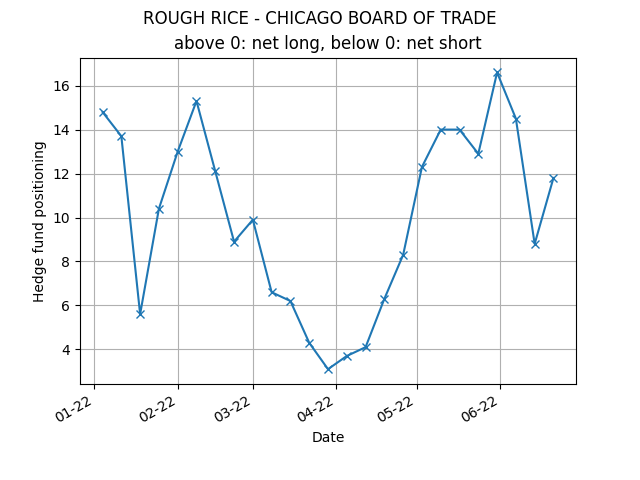 ROUGH RICE - CHICAGO BOARD OF TRADE
above 0: net long, below 0: net short
Hedge fund positioning
16
14
12
10
8
6
4
01-22 02-22 03-22 04-22 05-22 06-22
Date